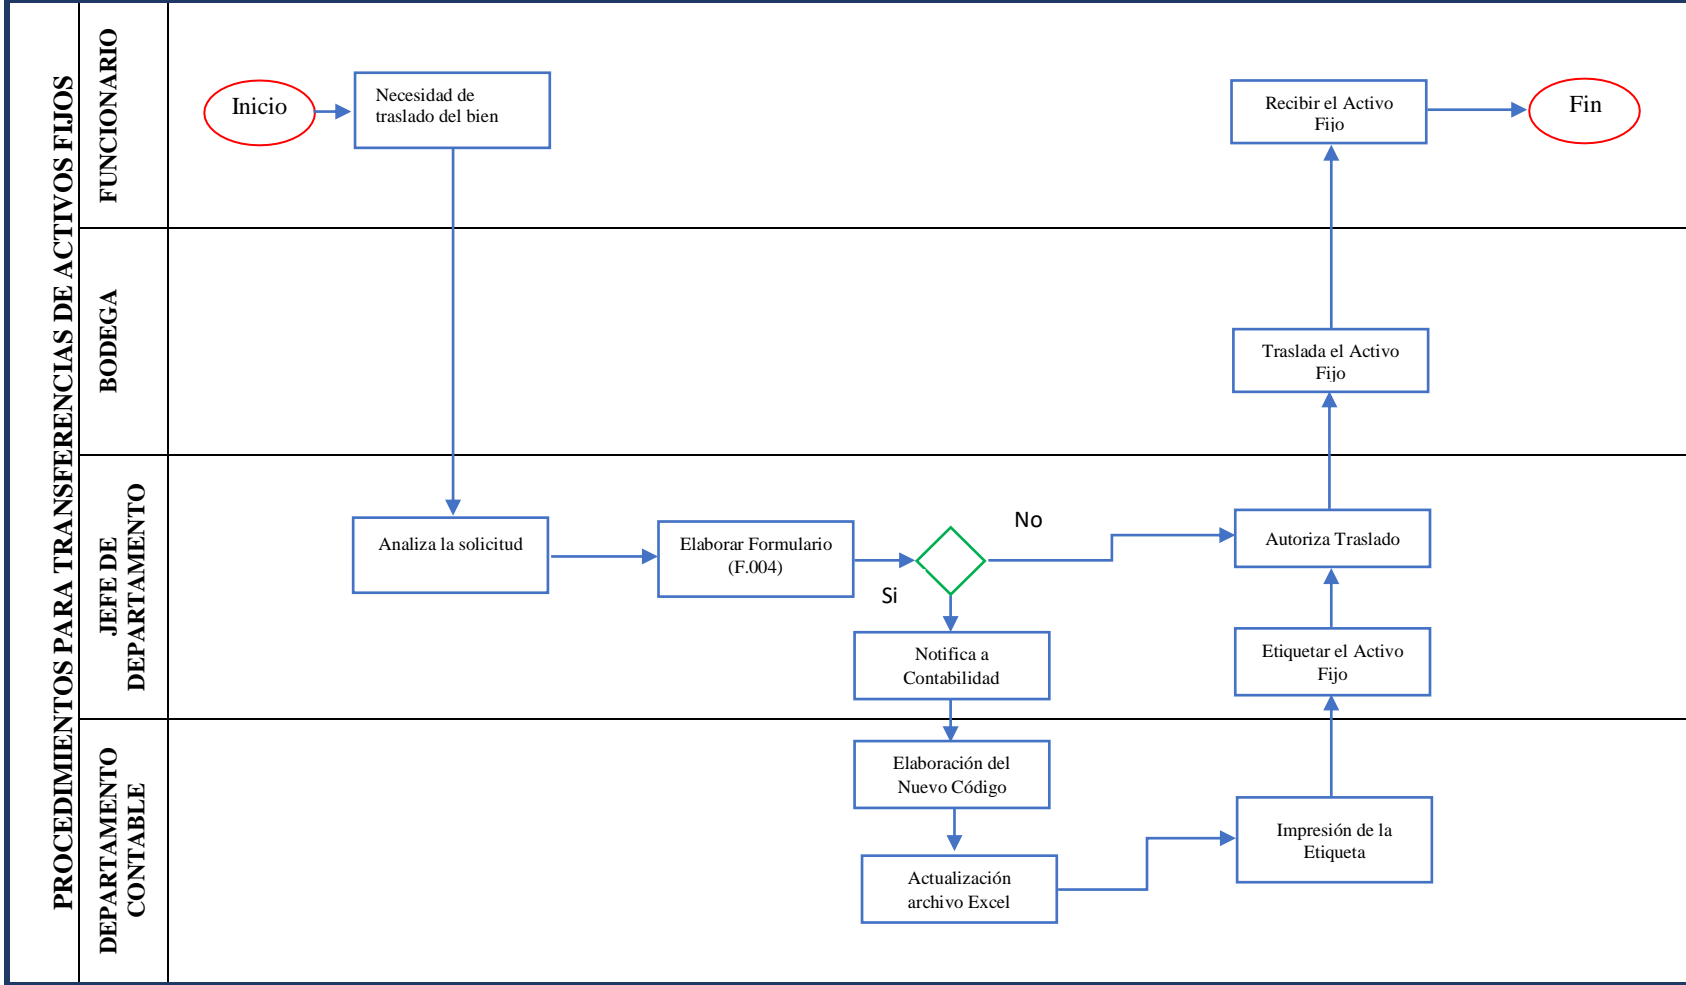 PROCEDIMIENTOS PARA TRANSFERENCIAS DE ACTIVOS FIJOS
FUNCIONARIO
Inicio
Necesidad de
traslado del bien
Recibir el Activo
Fijo
Fin
BODEGA
Traslada el Activo
Fijo
JEFE DE
DEPARTAMENTO
Analiza la solicitud
Elaborar Formulario
(F.004)
No
Si
Autoriza Traslado
Notifica a
Contabilidad
Etiquetar el Activo
Fijo
DEPARTAMENTO
CONTABLE
Elaboración del
Nuevo Código
Actualización
archivo Excel
Impresión de la
Etiqueta